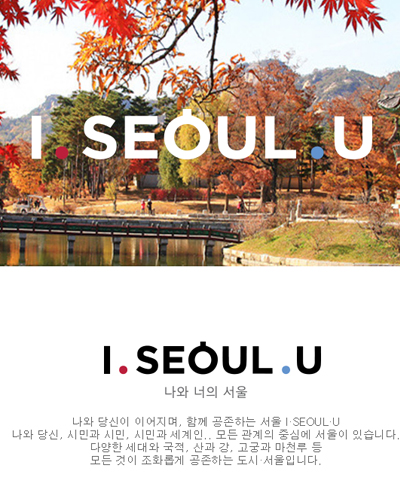 I.SEOUL.U
I.SEOUL.U
나와 너의 서울
나와 당신이 이어지며, 함께 공존하는 서울 I·SEOUL·U
나와 당신, 시민과 시민, 시민과 세계인.. 모든 관계의 중심에 서울이 있습니다.
다양한 세대와 국적, 산과 강, 고궁과 마천루 등
모든 것이 조화롭게 공존하는 도시·서울입니다.